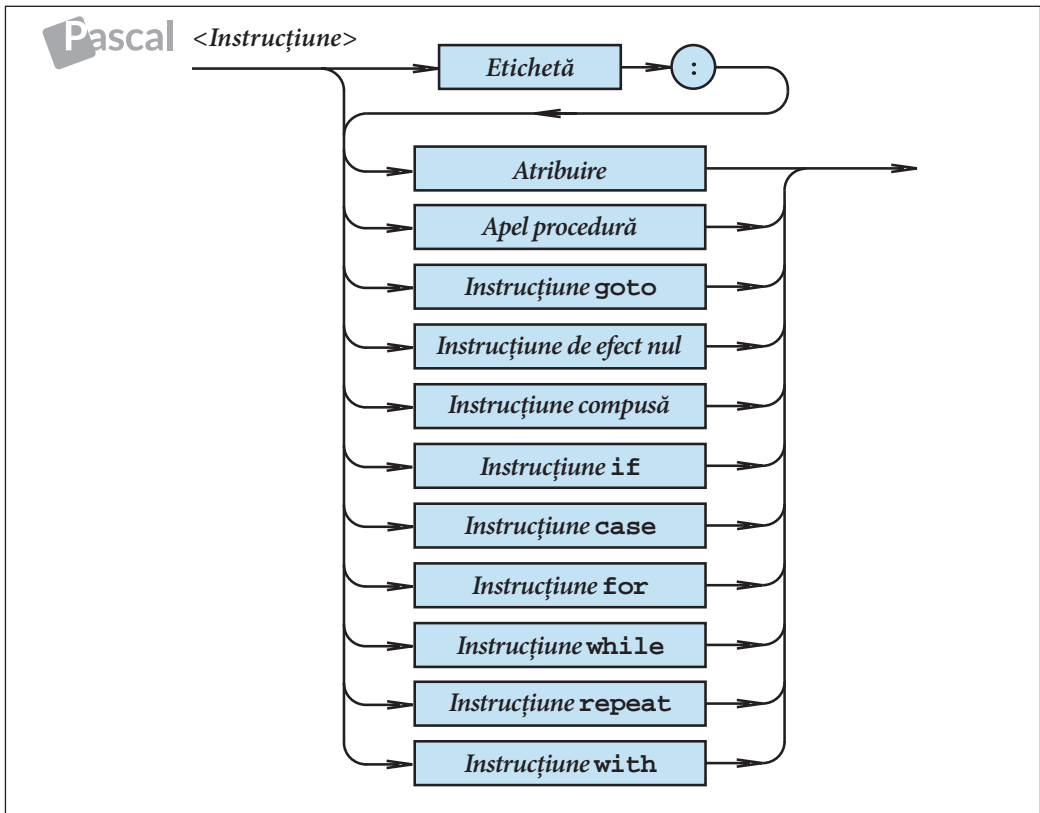 Pascal <Instrucțiune>
Etichetă :
Atribuire
Apel procedură
Instrucțiune goto
Instrucțiune de efect nul
Instrucțiune compusă
Instrucțiune if
Instrucțiune case
Instrucțiune for
Instrucțiune while
Instrucțiune repeat
Instrucțiune with